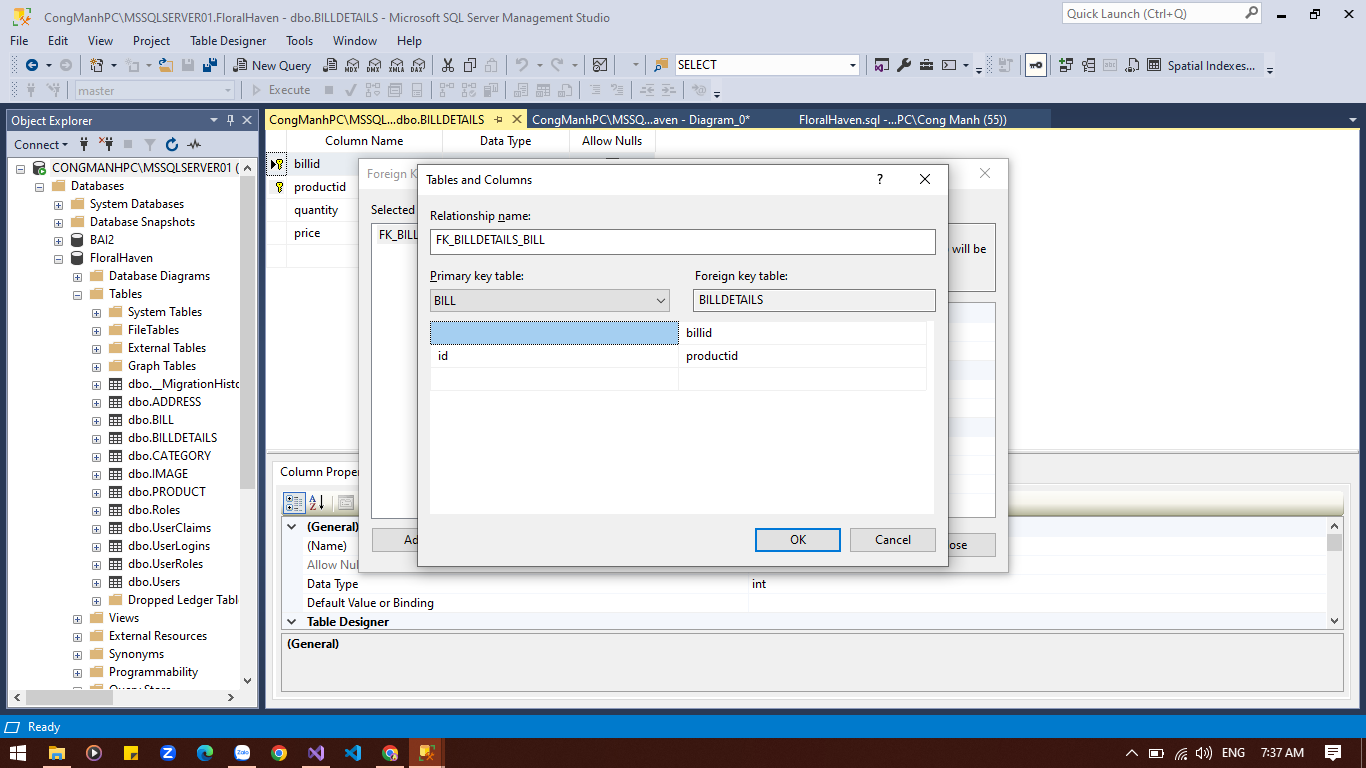 CongManhPC\MSSQLSERVER01.FloralHaven - dbo.BILLDETAILS - Microsoft SQL Server Management Studio
Quick Launch (Ctrl+Q)
File Edit View Project Table Designer Tools Window Help
New Query MDX DMX XMLA DAX SELECT Spatial Indexes...
master Execute
Object Explorer
CongManhPC\MSSQL...dbo.BILLDETAILS CongManhPC\MSSQ...aven - Diagram_0* FloralHaven.sql -...PC\Cong Manh (55))
Connect
Column Name Data Type Allow Nulls
CONGMANHPC\MSSQLSERVER01 (
Databases
System Databases
Database Snapshots
BAI2
FloralHaven
Database Diagrams
Tables
System Tables
FileTables
External Tables
Graph Tables
dbo.__MigrationHisto
dbo.ADDRESS
dbo.BILL
dbo.BILLDETAILS
dbo.CATEGORY
dbo.IMAGE
dbo.PRODUCT
dbo.Roles
dbo.UserClaims
dbo.UserLogins
dbo.UserRoles
dbo.Users
Dropped Ledger Tabl
Views
External Resources
Synonyms
Programmability
Query Store
billid
productid
quantity
price
Foreign K
Selected
FK_BILL
will be
Ad
ose
Tables and Columns
?
Relationship name:
FK_BILLDETAILS_BILL
Primary key table: Foreign key table:
BILL BILLDETAILS
billid
id productid
OK Cancel
Column Proper
(General)
(Name)
Allow Nul
Data Type int
Default Value or Binding
Table Designer
(General)
Ready
Zalo
ENG 7:37 AM